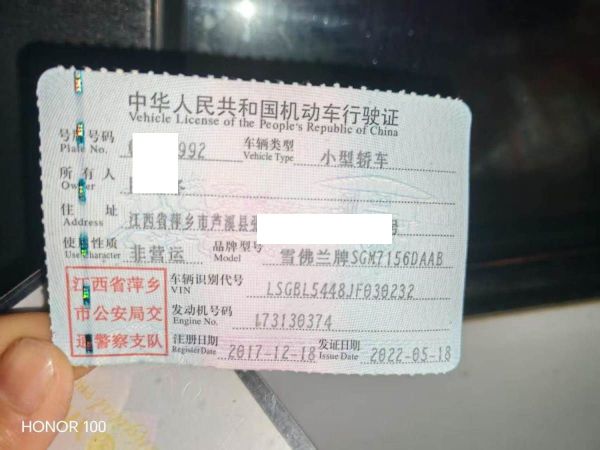 中华人民共和国机动车行驶证
Vehicle License of the People's Republic of China
号牌号码 992 车辆类型 小型轿车
Plate No. Vehicle Type
所有人
Owner
住址 江西省萍乡市芦溪县 号
Address
使用性质 非营运 品牌型号 雪佛兰牌SGM7156DAAB
Use Character Model
车辆识别代号 LSGBL5448JF030232
VIN
发动机号码 173130374
Engine No.
注册日期 2017-12-18 发证日期 2022-05-18
Register Date Issue Date
江西省萍乡
市公安局交
通警察支队
HONOR 100